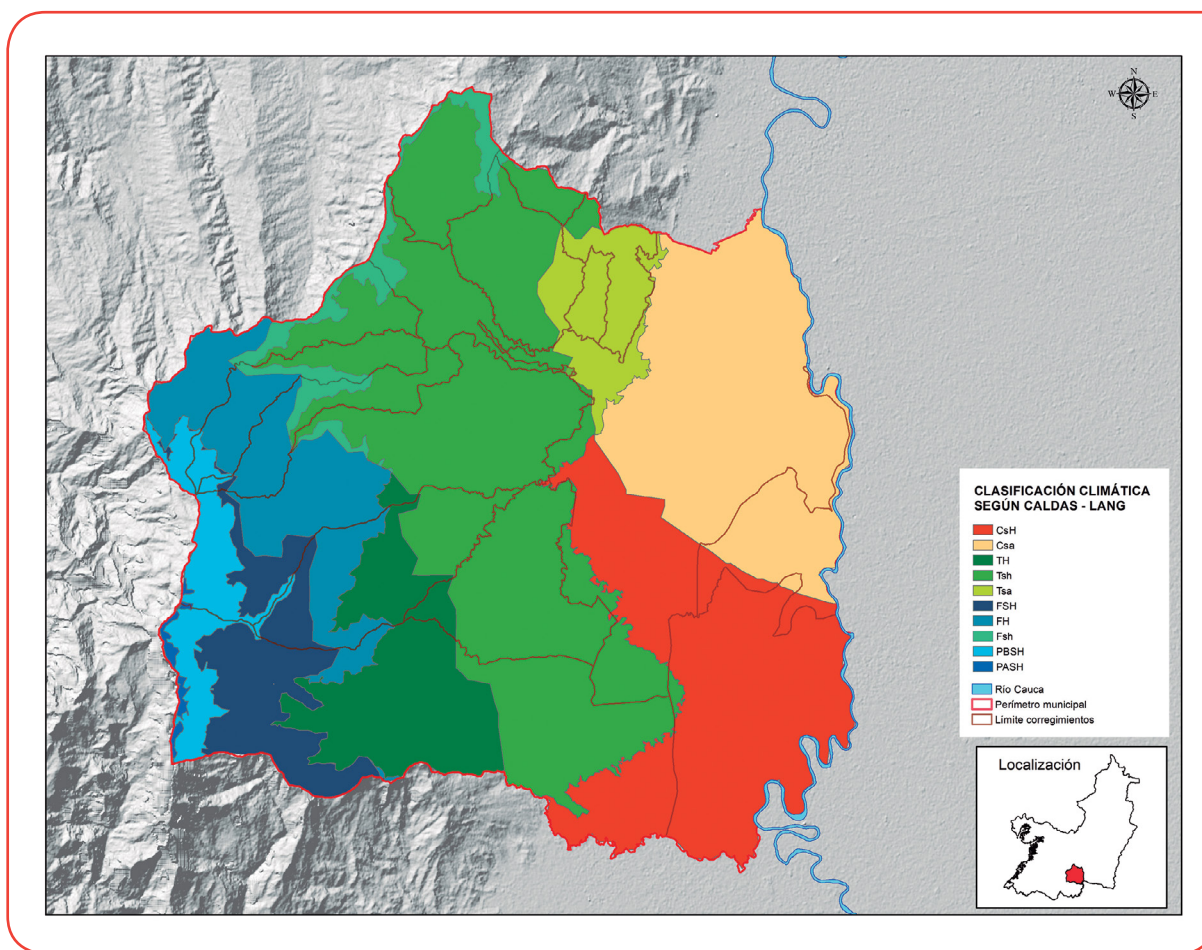 N
W
E
S
CLASIFICACIÓN CLIMÁTICA
SEGÚN CALDAS - LANG
CsH
Csa
TH
Tsh
Tsa
FSH
FH
Fsh
PBSH
PASH
Río Cauca
Perímetro municipal
Límite corregimientos
Localización